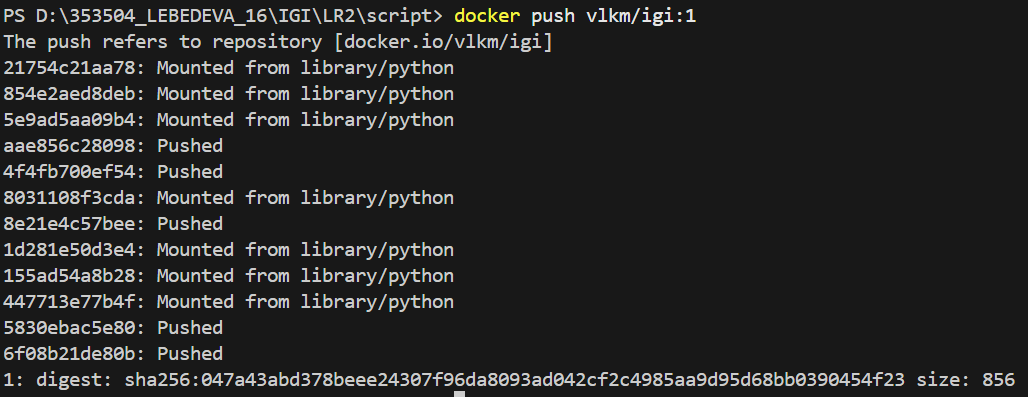 PS D:\353504_LEBEDEVA_16\IGI\LR2\script> docker push vlkm/igi:1
The push refers to repository [docker.io/vlkm/igi]
21754c21aa78: Mounted from library/python
854e2aed8deb: Mounted from library/python
5e9ad5aa09b4: Mounted from library/python
aae856c28098: Pushed
4f4fb700ef54: Pushed
8031108f3cda: Mounted from library/python
8e21e4c57bee: Pushed
1d281e50d3e4: Mounted from library/python
155ad54a8b28: Mounted from library/python
447713e77b4f: Mounted from library/python
5830ebac5e80: Pushed
6f08b21de80b: Pushed
1: digest: sha256:047a43abd378beee24307f96da8093ad042cf2c4985aa9d95d68bb0390454f23 size: 856